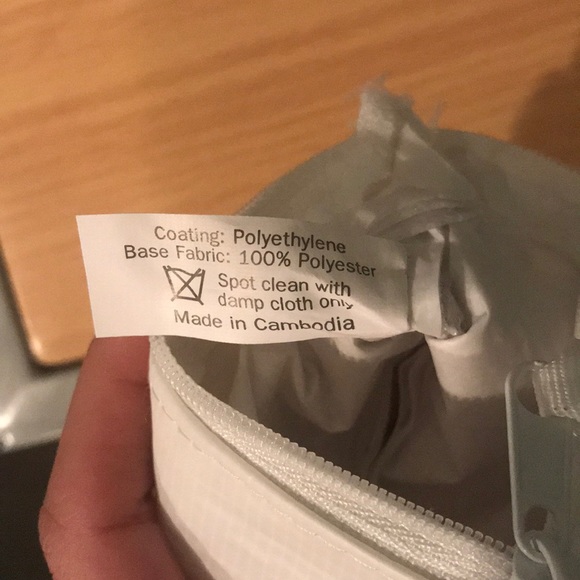 Coating: Polyethylene
Base Fabric: 100% Polyester
Spot clean with
damp cloth only
Made in Cambodia